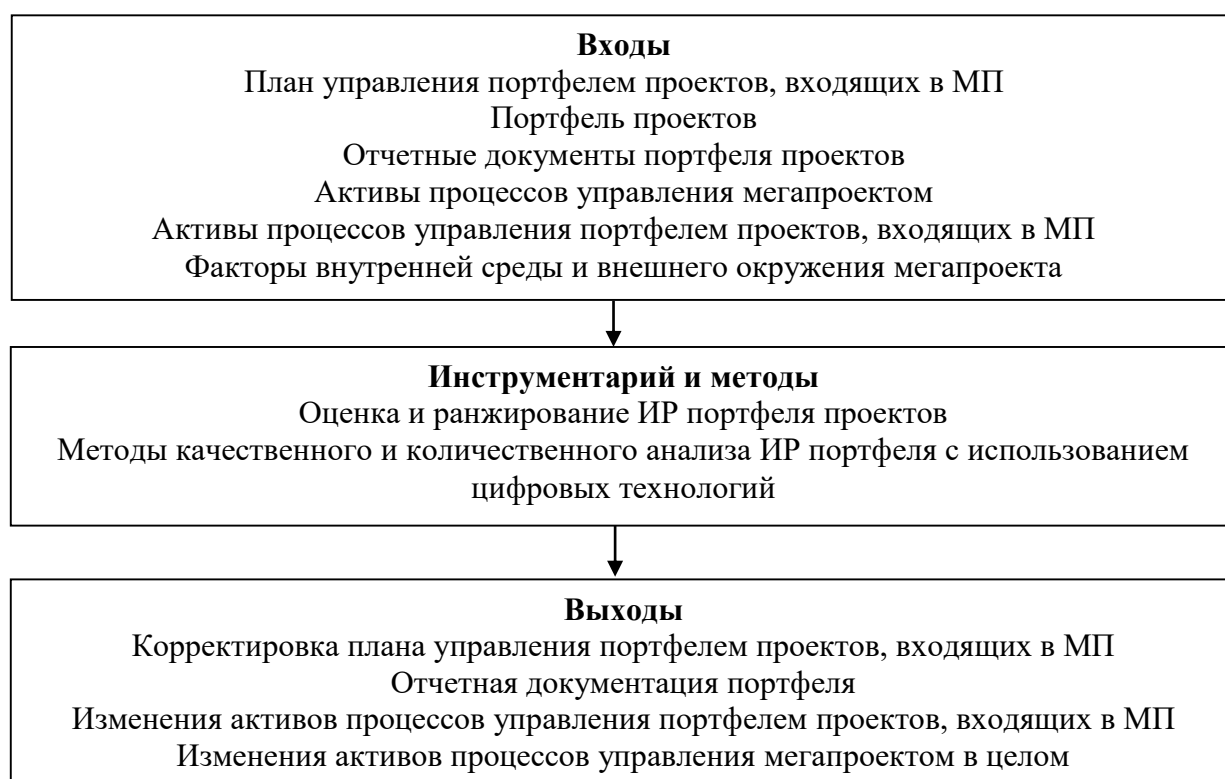 Входы
План управления портфелем проектов, входящих в МП
Портфель проектов
Отчетные документы портфеля проектов
Активы процессов управления мегапроектом
Активы процессов управления портфелем проектов, входящих в МП
Факторы внутренней среды и внешнего окружения мегапроекта
Инструментарий и методы
Оценка и ранжирование ИР портфеля проектов
Методы качественного и количественного анализа ИР портфеля с использованием
цифровых технологий
Выходы
Корректировка плана управления портфелем проектов, входящих в МП
Отчетная документация портфеля
Изменения активов процессов управления портфелем проектов, входящих в МП
Изменения активов процессов управления мегапроектом в целом